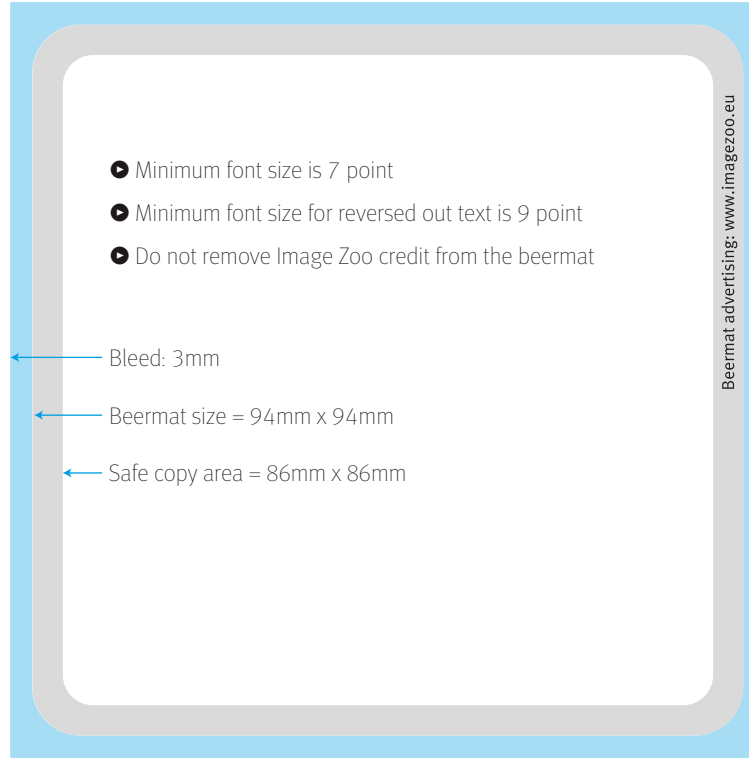 Minimum font size is 7 point
Minimum font size for reversed out text is 9 point
Do not remove Image Zoo credit from the beermat
Bleed: 3mm
Beermat size = 94mm x 94mm
Safe copy area = 86mm x 86mm
Beermat advertising: www.imagezoo.eu